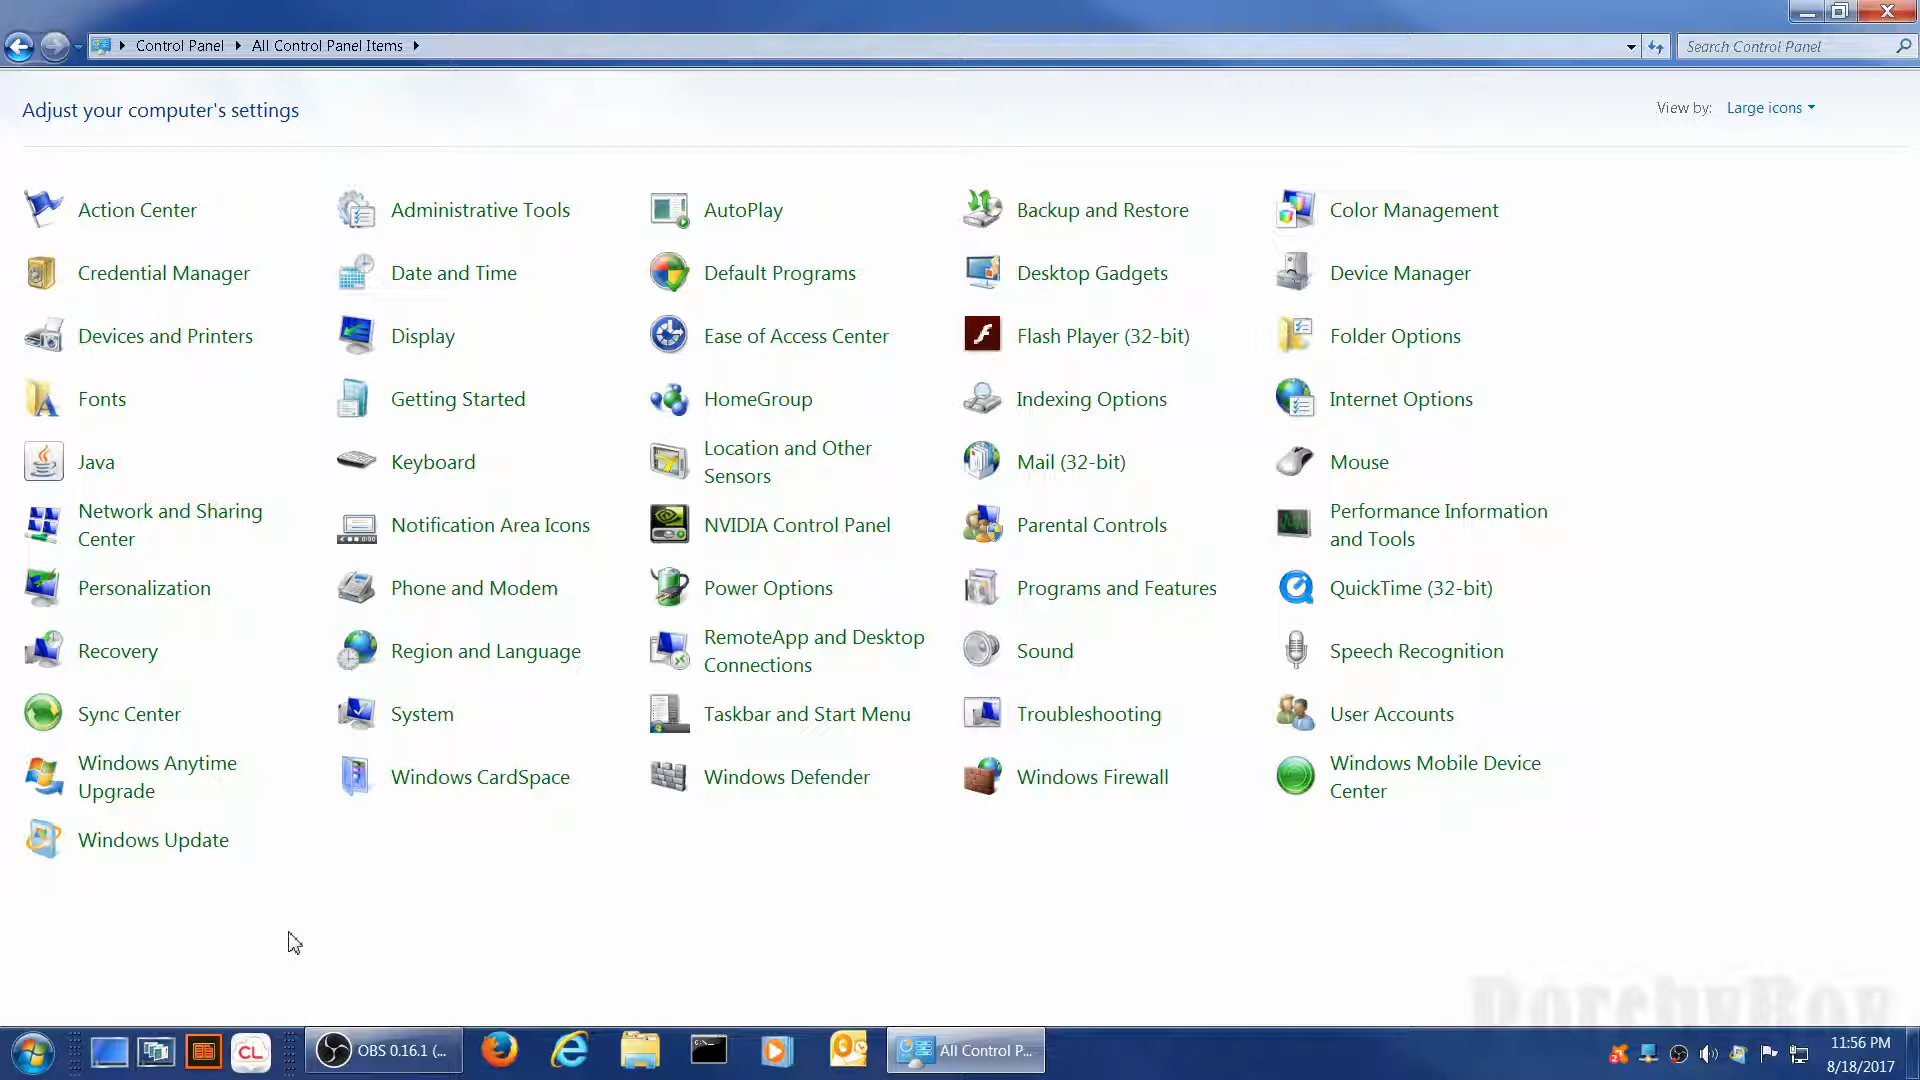 Control Panel All Control Panel Items
Search Control Panel
Adjust your computer's settings
View by: Large icons
Action Center
Administrative Tools
AutoPlay
Backup and Restore
Color Management
Credential Manager
Date and Time
Default Programs
Desktop Gadgets
Device Manager
Devices and Printers
Display
Ease of Access Center
Flash Player (32-bit)
Folder Options
Fonts
Getting Started
HomeGroup
Indexing Options
Internet Options
Java
Keyboard
Location and Other
Sensors
Mail (32-bit)
Mouse
Network and Sharing
Center
Notification Area Icons
NVIDIA Control Panel
Parental Controls
Performance Information
and Tools
Personalization
Phone and Modem
Power Options
Programs and Features
QuickTime (32-bit)
Recovery
Region and Language
RemoteApp and Desktop
Connections
Sound
Speech Recognition
Sync Center
System
Taskbar and Start Menu
Troubleshooting
User Accounts
Windows Anytime
Upgrade
Windows CardSpace
Windows Defender
Windows Firewall
Windows Mobile Device
Center
Windows Update
CL
OBS 0.16.1 (...
All Control P...
11:56 PM
8/18/2017